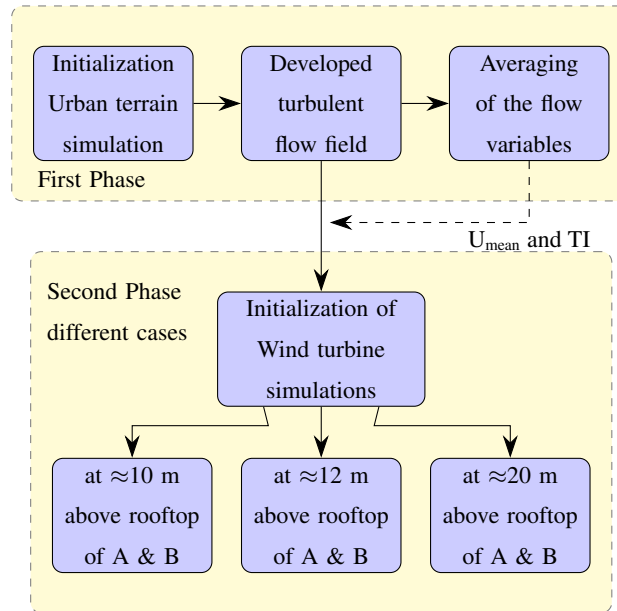 Initialization
Urban terrain
simulation
Developed
turbulent
flow field
Averaging
of the flow
variables
First Phase
U_mean and TI
Second Phase
different cases
Initialization of
Wind turbine
simulations
at ≈10 m
above rooftop
of A & B
at ≈12 m
above rooftop
of A & B
at ≈20 m
above rooftop
of A & B